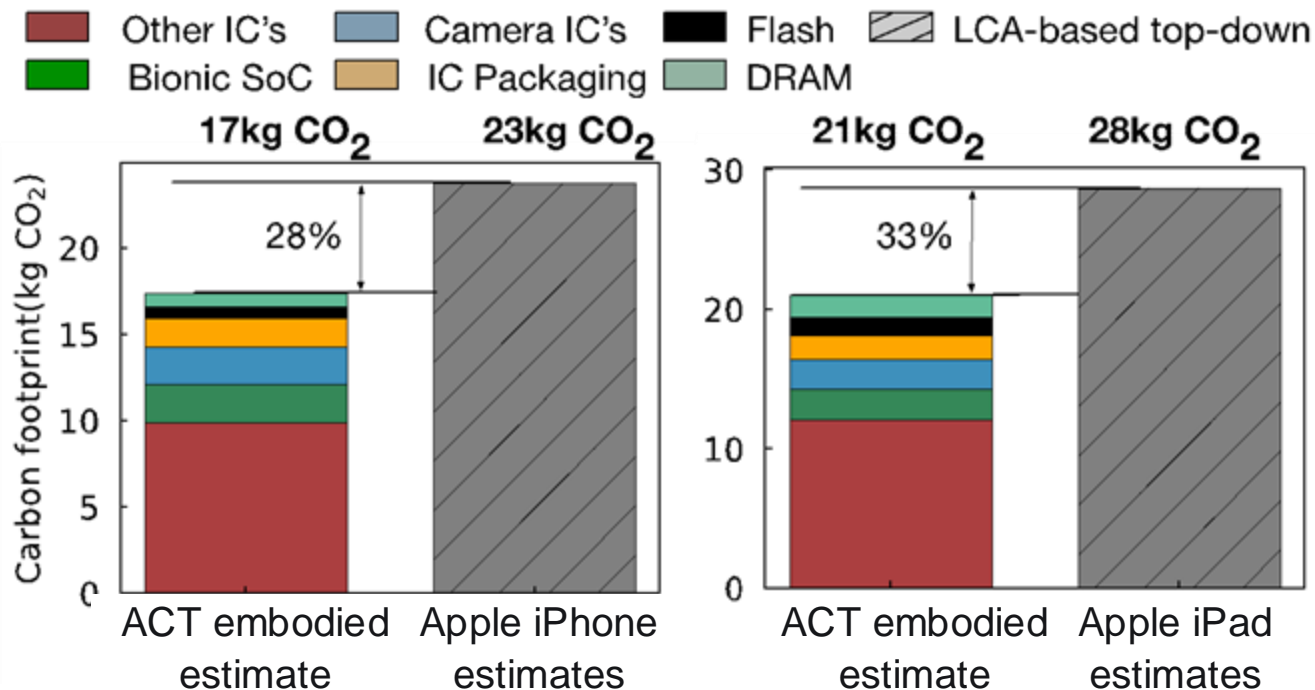 Other IC's Camera IC's Flash LCA-based top-down
Bionic SoC IC Packaging DRAM
17kg CO₂ 23kg CO₂ 21kg CO₂ 28kg CO₂
Carbon footprint(kg CO₂)
20
15
10
5
0
28%
30
20
10
0
33%
ACT embodied
estimate
Apple iPhone
estimates
ACT embodied
estimate
Apple iPad
estimates